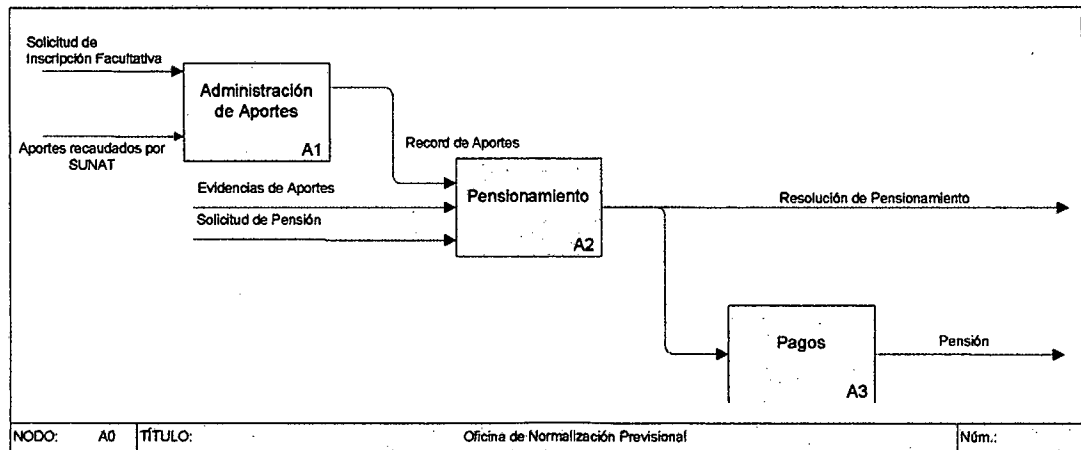 Solicitud de
Inscripción Facultativa
Administración
de Aportes
A1
Aportes recaudados por
SUNAT
Record de Aportes
Evidencias de Aportes
Solicitud de Pensión
Pensionamiento
A2
Resolución de Pensionamiento
Pagos
A3
Pensión
NODO: A0 TÍTULO: Oficina de Normalización Previsional Núm.: